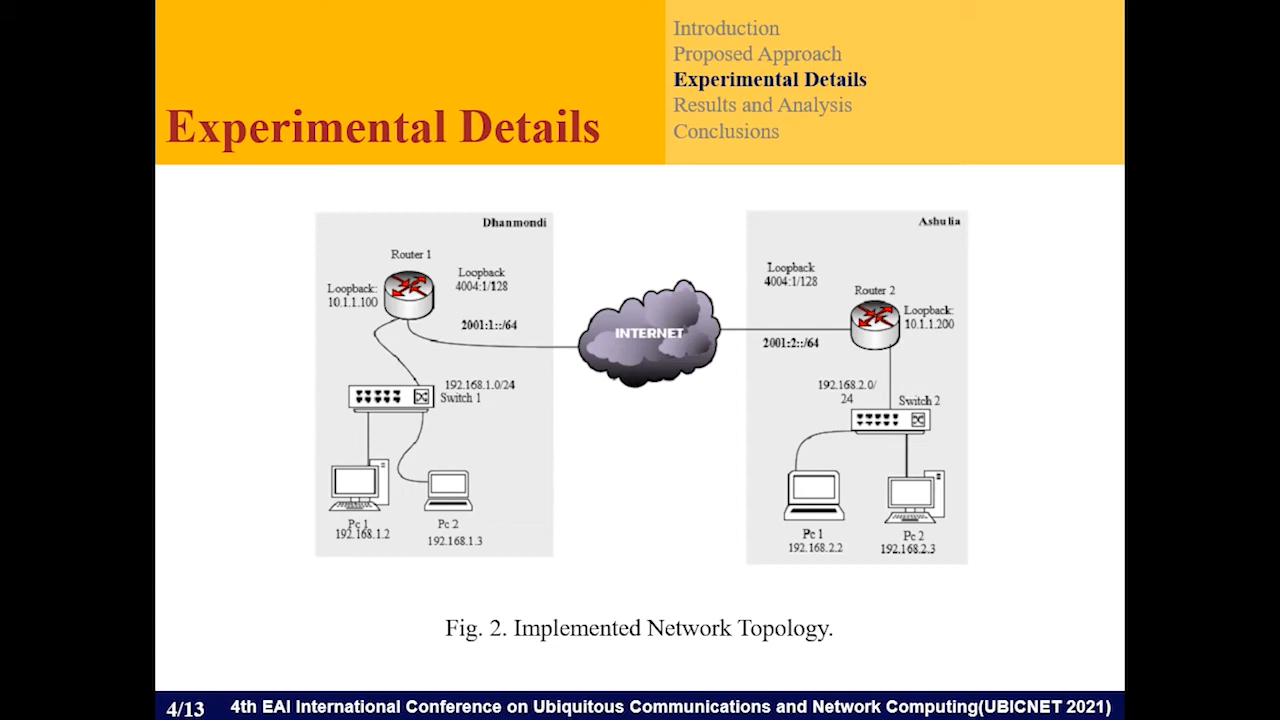 Introduction
Proposed Approach
Experimental Details
Results and Analysis
Conclusions
Experimental Details
Dhanmondi
Router 1
Loopback:
10.1.1.100
Loopback
4004:1/128
2001:1::/64
192.168.1.0/24
Switch 1
Pc 1
192.168.1.2
Pc 2
192.168.1.3
INTERNET
Ashulia
Loopback
4004:1/128
Router 2
Loopback:
10.1.1.200
2001:2::/64
192.168.2.0/
24
Switch 2
Pc 1
192.168.2.2
Pc 2
192.168.2.3
Fig. 2. Implemented Network Topology.
4/13
4th EAI International Conference on Ubiquitous Communications and Network Computing(UBICNET 2021)